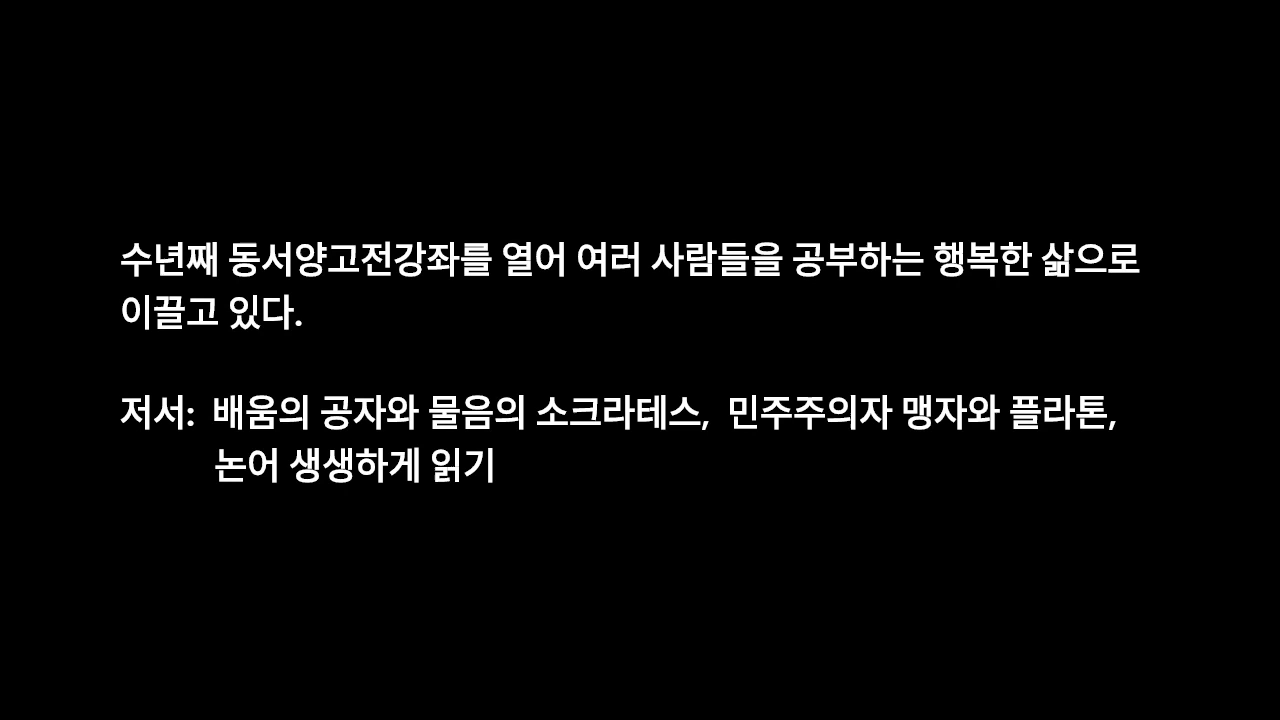 수년째 동서양고전강좌를 열어 여러 사람들을 공부하는 행복한 삶으로
이끌고 있다.
저서: 배움의 공자와 물음의 소크라테스, 민주주의자 맹자와 플라톤,
논어 생생하게 읽기